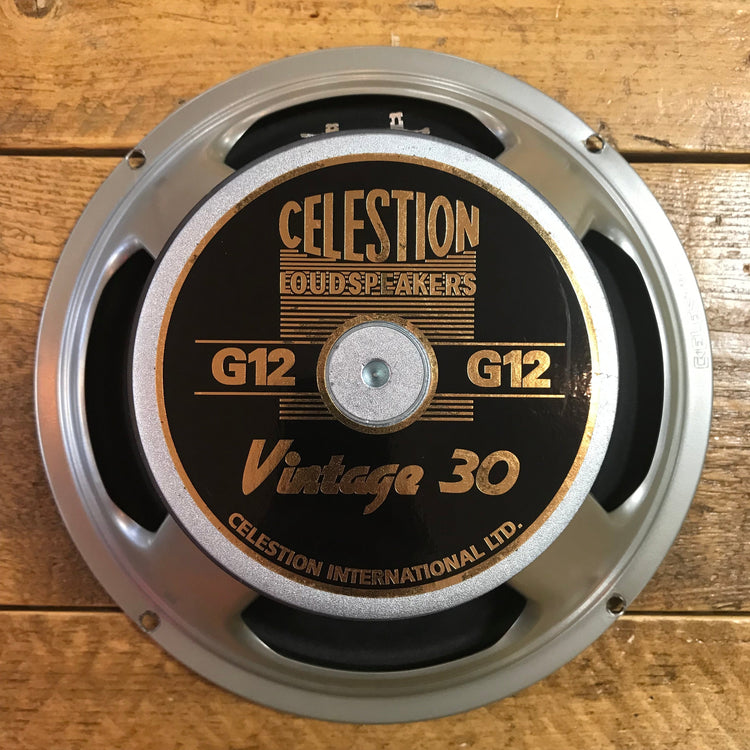 CELESTION
LOUDSPEAKERS
G12 G12
Vintage 30
CELESTION INTERNATIONAL LTD.